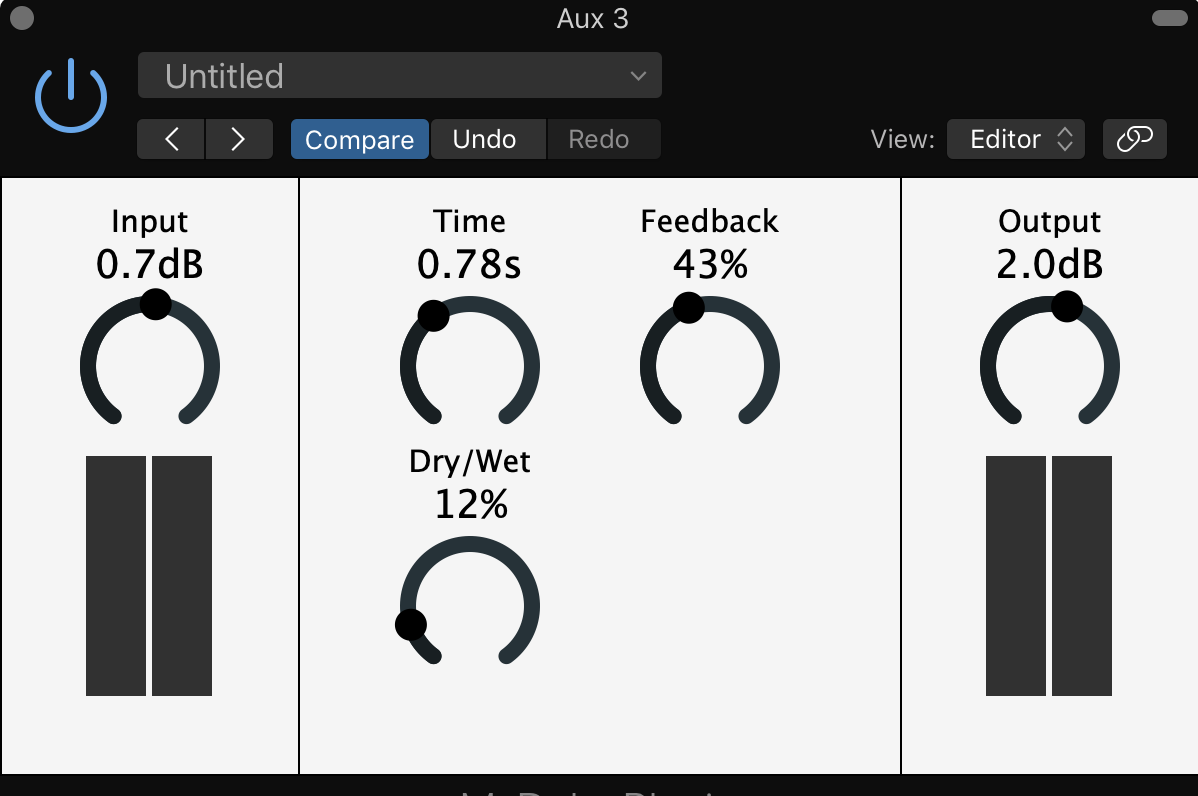 Aux 3
Untitled
Compare Undo Redo View: Editor
Input Time Feedback Output
0.7dB 0.78s 43% 2.0dB
Dry/Wet
12%